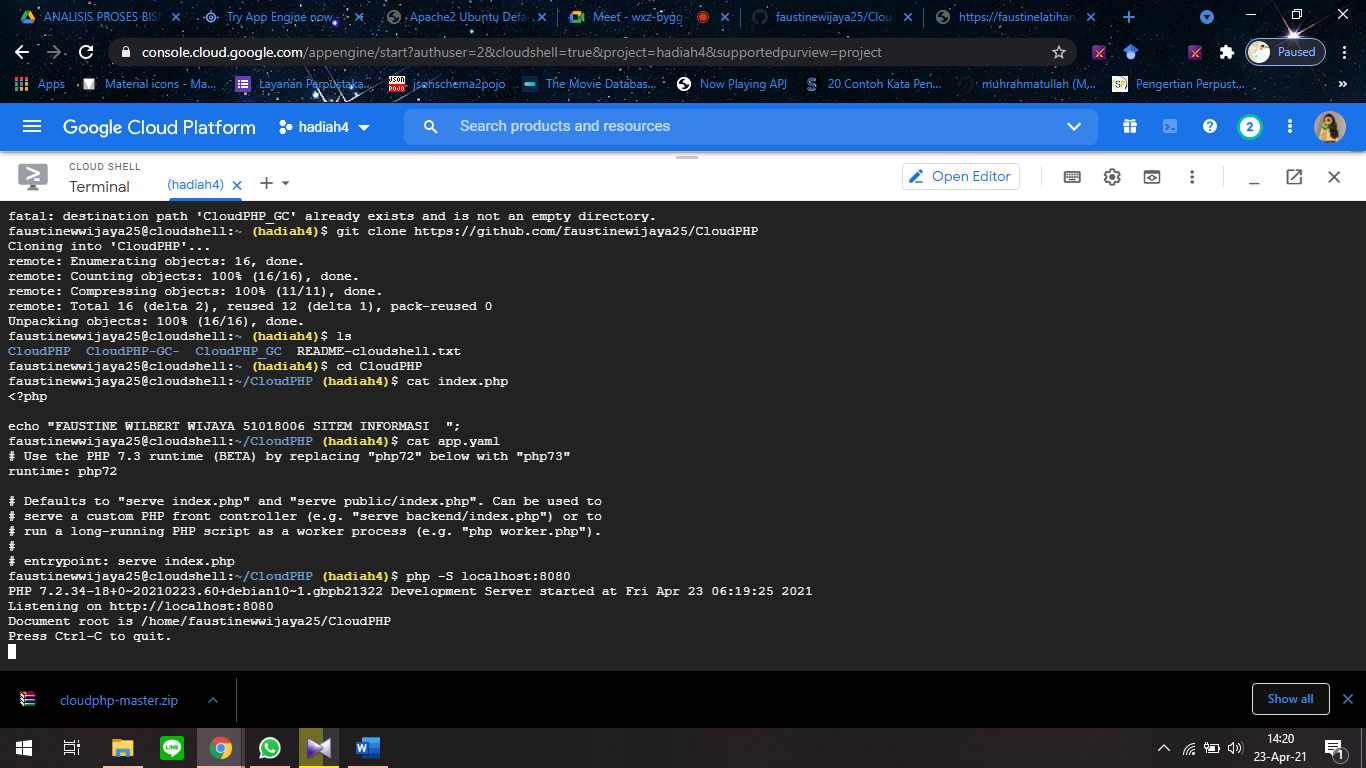 ANALISIS PROSES BIS
Try App Engine now
Apache2 Ubuntu Defa
Meet - wxz-bygg
faustinewijaya25/Clou
https://faustinelatihan
console.cloud.google.com/appengine/start?authuser=2&cloudshell=true&project=hadiah4&supportedpurview=project
Paused
Apps
Material icons - Ma...
Layanan Perpustaka...
jsonschema2pojo
The Movie Databas...
Now Playing APJ
20 Contoh Kata Pen...
muhrahmatullah (M...
Pengertian Perpust...
Google Cloud Platform
hadiah4
Search products and resources
2
CLOUD SHELL
Terminal
(hadiah4)
Open Editor
fatal: destination path 'CloudPHP_GC' already exists and is not an empty directory.
faustinewwijaya25@cloudshell:~ (hadiah4)$ git clone https://github.com/faustinewijaya25/CloudPHP
Cloning into 'CloudPHP'...
remote: Enumerating objects: 16, done.
remote: Counting objects: 100% (16/16), done.
remote: Compressing objects: 100% (11/11), done.
remote: Total 16 (delta 2), reused 12 (delta 1), pack-reused 0
Unpacking objects: 100% (16/16), done.
faustinewwijaya25@cloudshell:~ (hadiah4)$ ls
CloudPHP  CloudPHP-GC-  CloudPHP_GC  README-cloudshell.txt
faustinewwijaya25@cloudshell:~ (hadiah4)$ cd CloudPHP
faustinewwijaya25@cloudshell:~/CloudPHP (hadiah4)$ cat index.php
<?php
echo "FAUSTINE WILBERT WIJAYA 51018006 SITEM INFORMASI  ";
faustinewwijaya25@cloudshell:~/CloudPHP (hadiah4)$ cat app.yaml
# Use the PHP 7.3 runtime (BETA) by replacing "php72" below with "php73"
runtime: php72
# Defaults to "serve index.php" and "serve public/index.php". Can be used to
# serve a custom PHP front controller (e.g. "serve backend/index.php") or to
# run a long-running PHP script as a worker process (e.g. "php worker.php").
#
# entrypoint: serve index.php
faustinewwijaya25@cloudshell:~/CloudPHP (hadiah4)$ php -S localhost:8080
PHP 7.2.34-18+0~20210223.60+debian10~1.gbpb21322 Development Server started at Fri Apr 23 06:19:25 2021
Listening on http://localhost:8080
Document root is /home/faustinewwijaya25/CloudPHP
Press Ctrl-C to quit.
cloudphp-master.zip
Show all
14:20
23-Apr-21
1